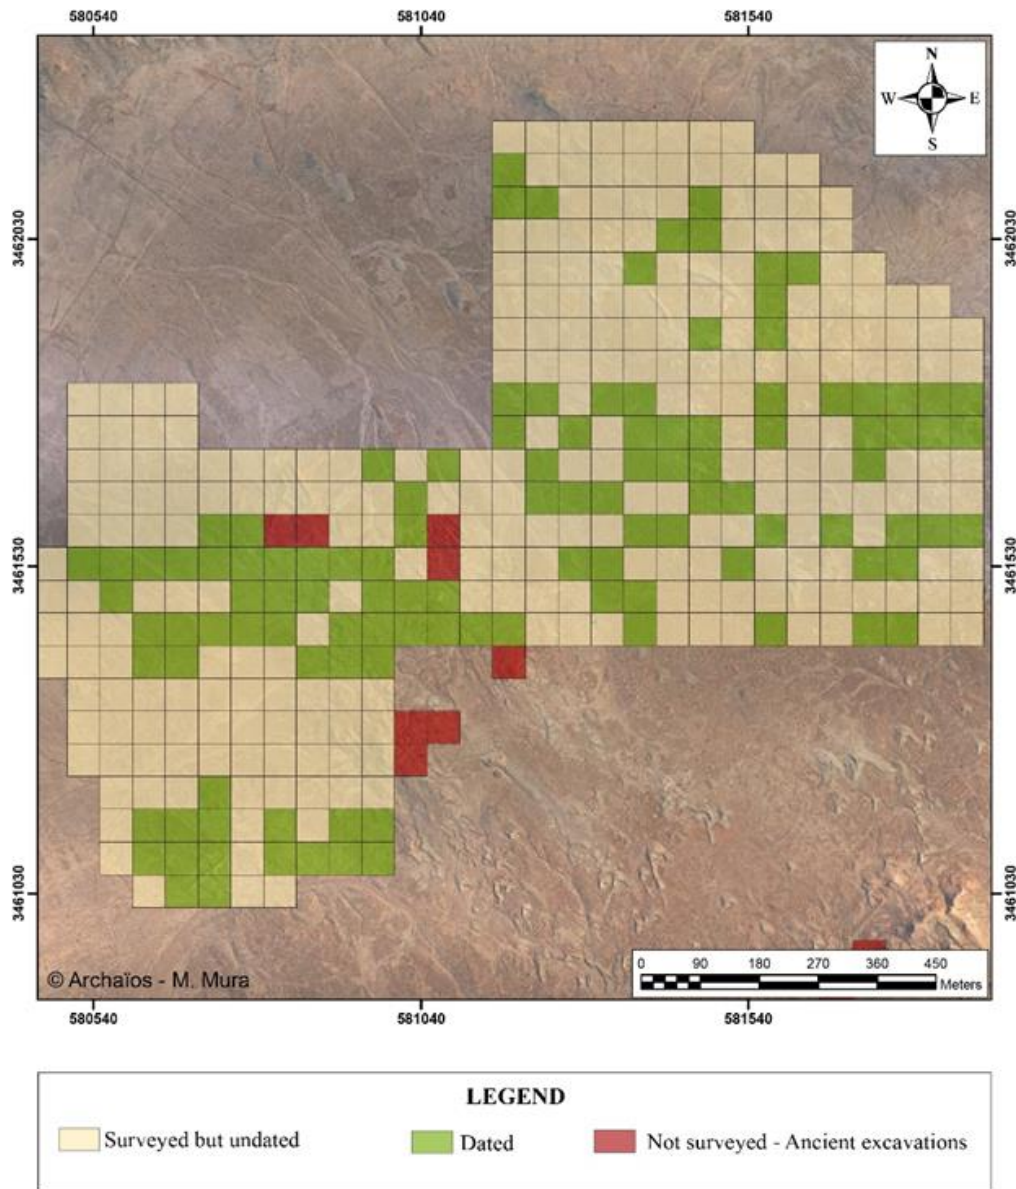 580540 581040 581540
N
W E
S
3462030 3462030
3461530 3461530
3461030 3461030
0 90 180 270 360 450
Meters
© Archaïos - M. Mura
580540 581040 581540
LEGEND
Surveyed but undated Dated Not surveyed - Ancient excavations